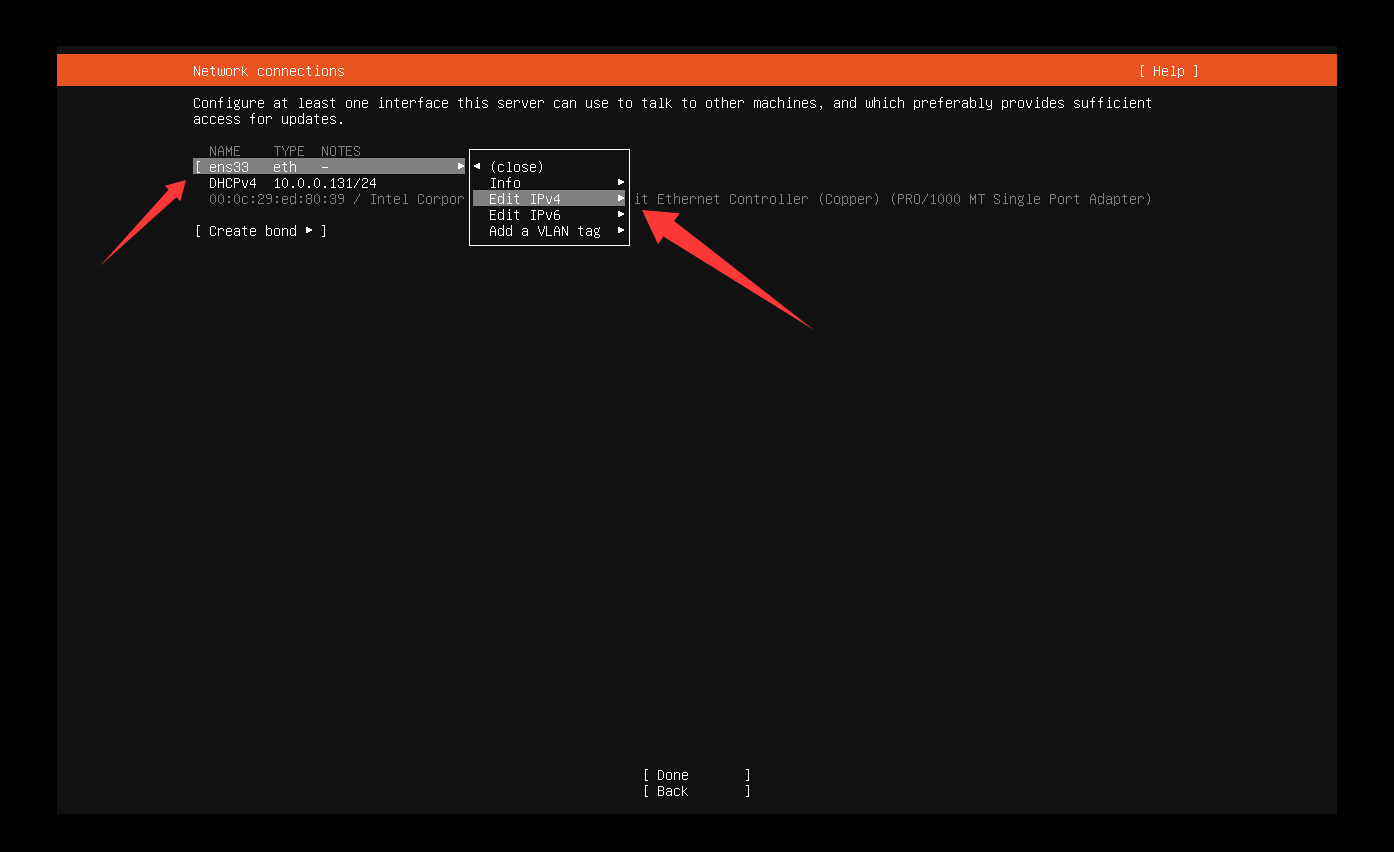 Network connections [ Help ]
Configure at least one interface this server can use to talk to other machines, and which preferably provides sufficient
access for updates.
NAME TYPE NOTES
[ ens33 eth – ▸ ◂ (close)
DHCPv4 10.0.0.131/24 Info ▸
00:0c:29:ed:80:39 / Intel Corpor Edit IPv4 ▸ it Ethernet Controller (Copper) (PRO/1000 MT Single Port Adapter)
Edit IPv6 ▸
[ Create bond ▸ ] Add a VLAN tag ▸
[ Done ]
[ Back ]